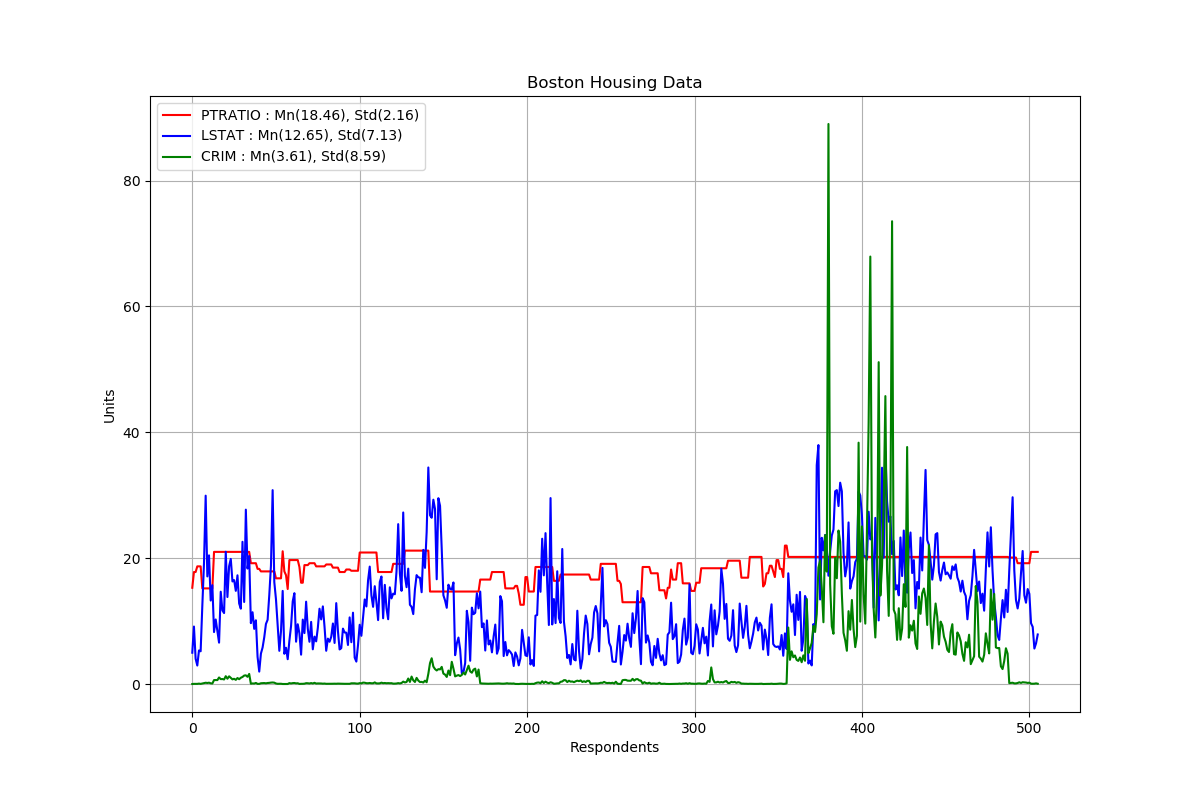 Boston Housing Data
PTRATIO : Mn(18.46), Std(2.16)
LSTAT : Mn(12.65), Std(7.13)
CRIM : Mn(3.61), Std(8.59)
80
60
40
20
0
Units
0 100 200 300 400 500
Respondents